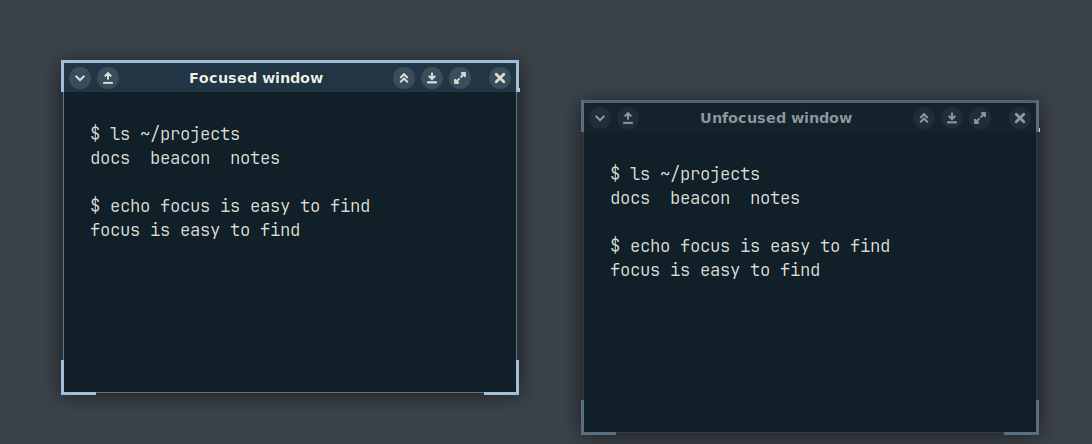 Focused window
$ ls ~/projects
docs  beacon  notes
$ echo focus is easy to find
focus is easy to find
Unfocused window
$ ls ~/projects
docs  beacon  notes
$ echo focus is easy to find
focus is easy to find